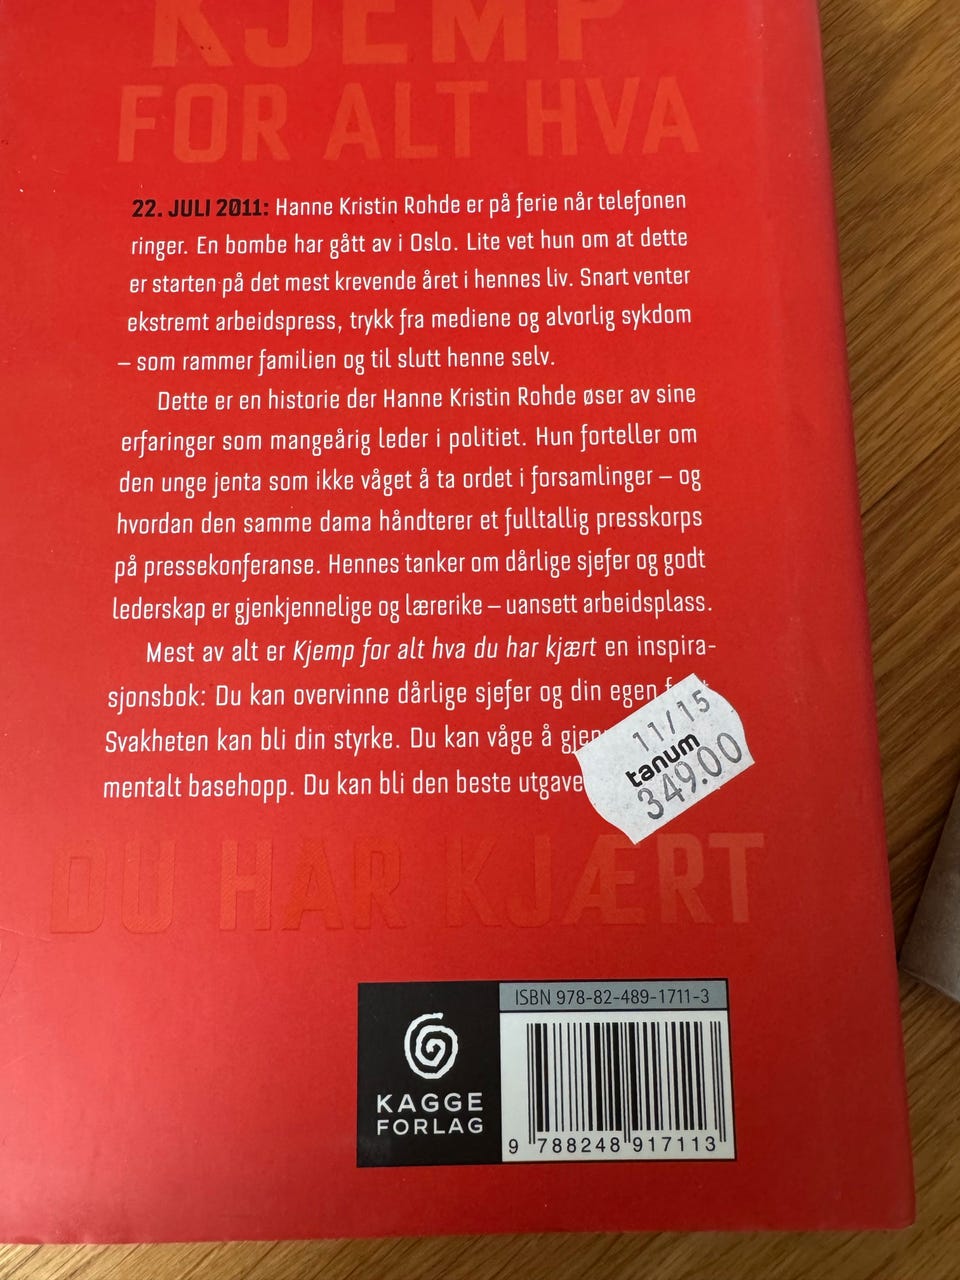 KJEMP
FOR ALT HVA
22. JULI 2011: Hanne Kristin Rohde er på ferie når telefonen
ringer. En bombe har gått av i Oslo. Lite vet hun om at dette
er starten på det mest krevende året i hennes liv. Snart venter
ekstremt arbeidspress, trykk fra mediene og alvorlig sykdom
– som rammer familien og til slutt henne selv.
Dette er en historie der Hanne Kristin Rohde øser av sine
erfaringer som mangeårig leder i politiet. Hun forteller om
den unge jenta som ikke våget å ta ordet i forsamlinger – og
hvordan den samme dama håndterer et fulltallig presskorps
på pressekonferanse. Hennes tanker om dårlige sjefer og godt
lederskap er gjenkjennelige og lærerike – uansett arbeidsplass.
Mest av alt er Kjemp for alt hva du har kjært en inspira-
sjonsbok: Du kan overvinne dårlige sjefer og din egen
Svakheten kan bli din styrke. Du kan våge å
mentalt basehopp. Du kan bli den beste utgave
11/15
tanum
349.00
DU HAR KJÆRT
ISBN 978-82-489-1711-3
KAGGE
FORLAG
9 788248 917113